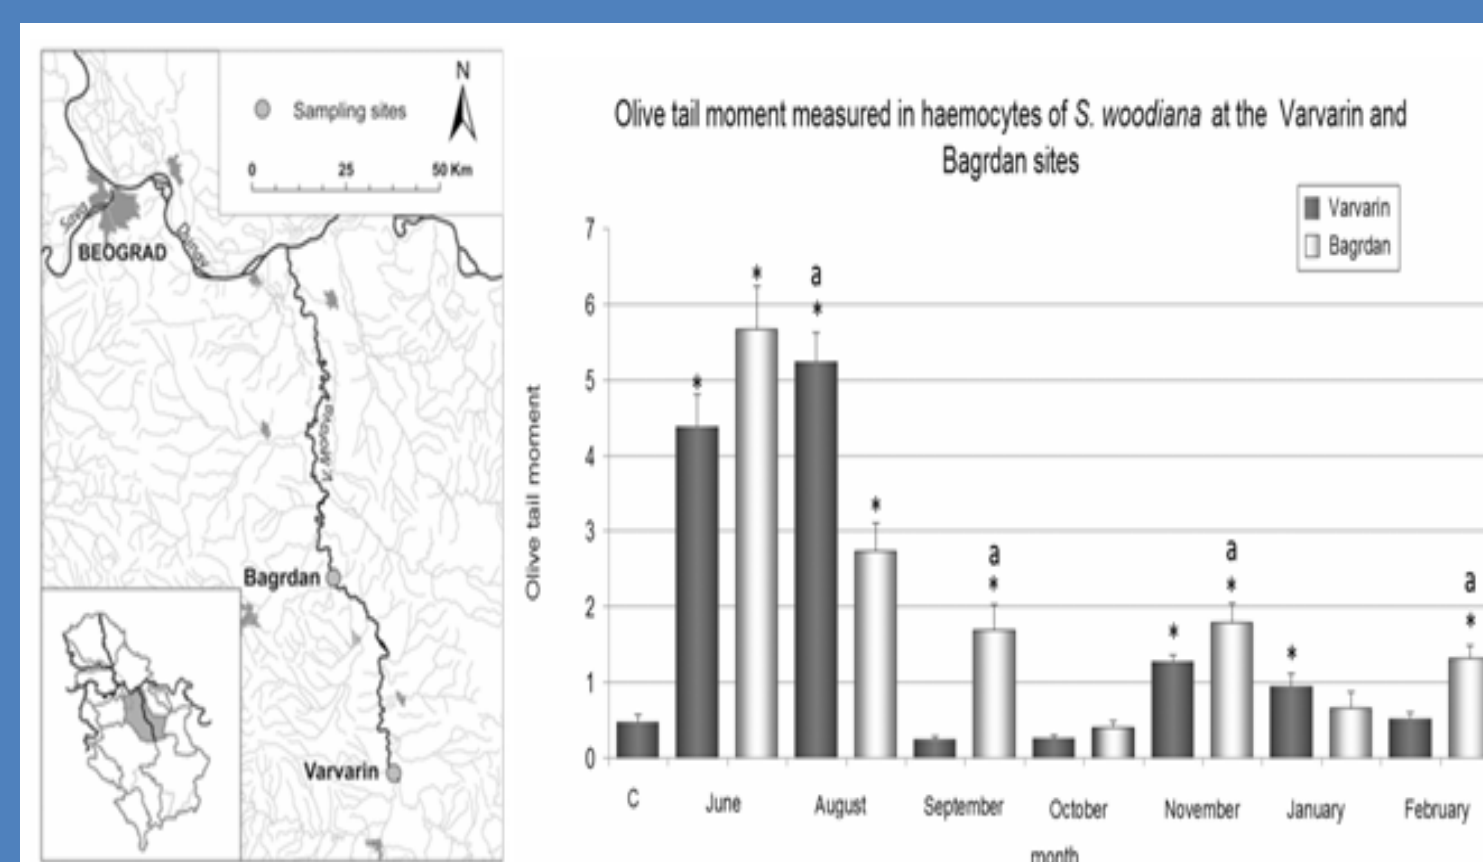 N
Sampling sites
0 25 50 Km
Sava
BEOGRAD
Dunav
V. Morava
Bagrdan
Varvarin
Olive tail moment measured in haemocytes of S. woodiana at the Varvarin and
Bagrdan sites
Varvarin
Bagrdan
Olive tail moment
7
6
5
4
3
2
1
0
* * a * * a * * a * * a *
C June August September October November January February
month